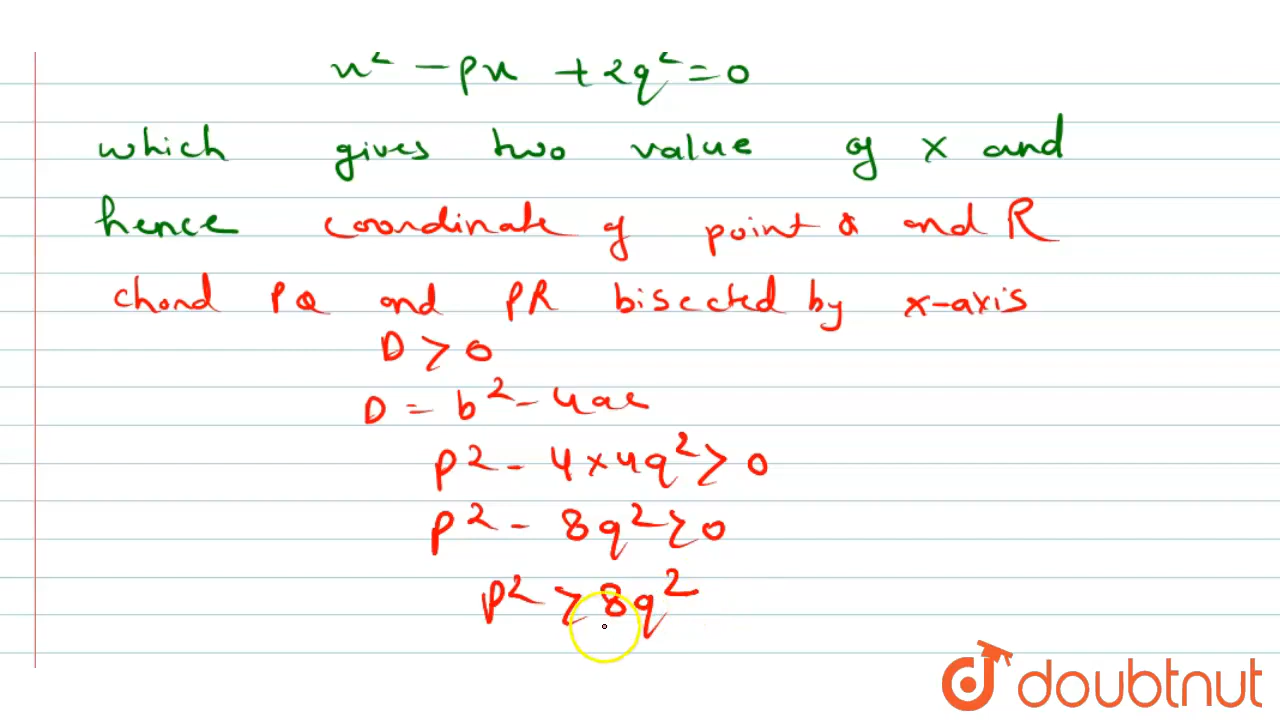 x² - px + 2q² = 0
which gives two value of x and
hence coordinate of point Q and R
chord PQ and PR bisected by x-axis
D > 0
D = b² - 4ac
p² - 4×4q² > 0
p² - 8q² > 0
p² > 8q²
doubtnut